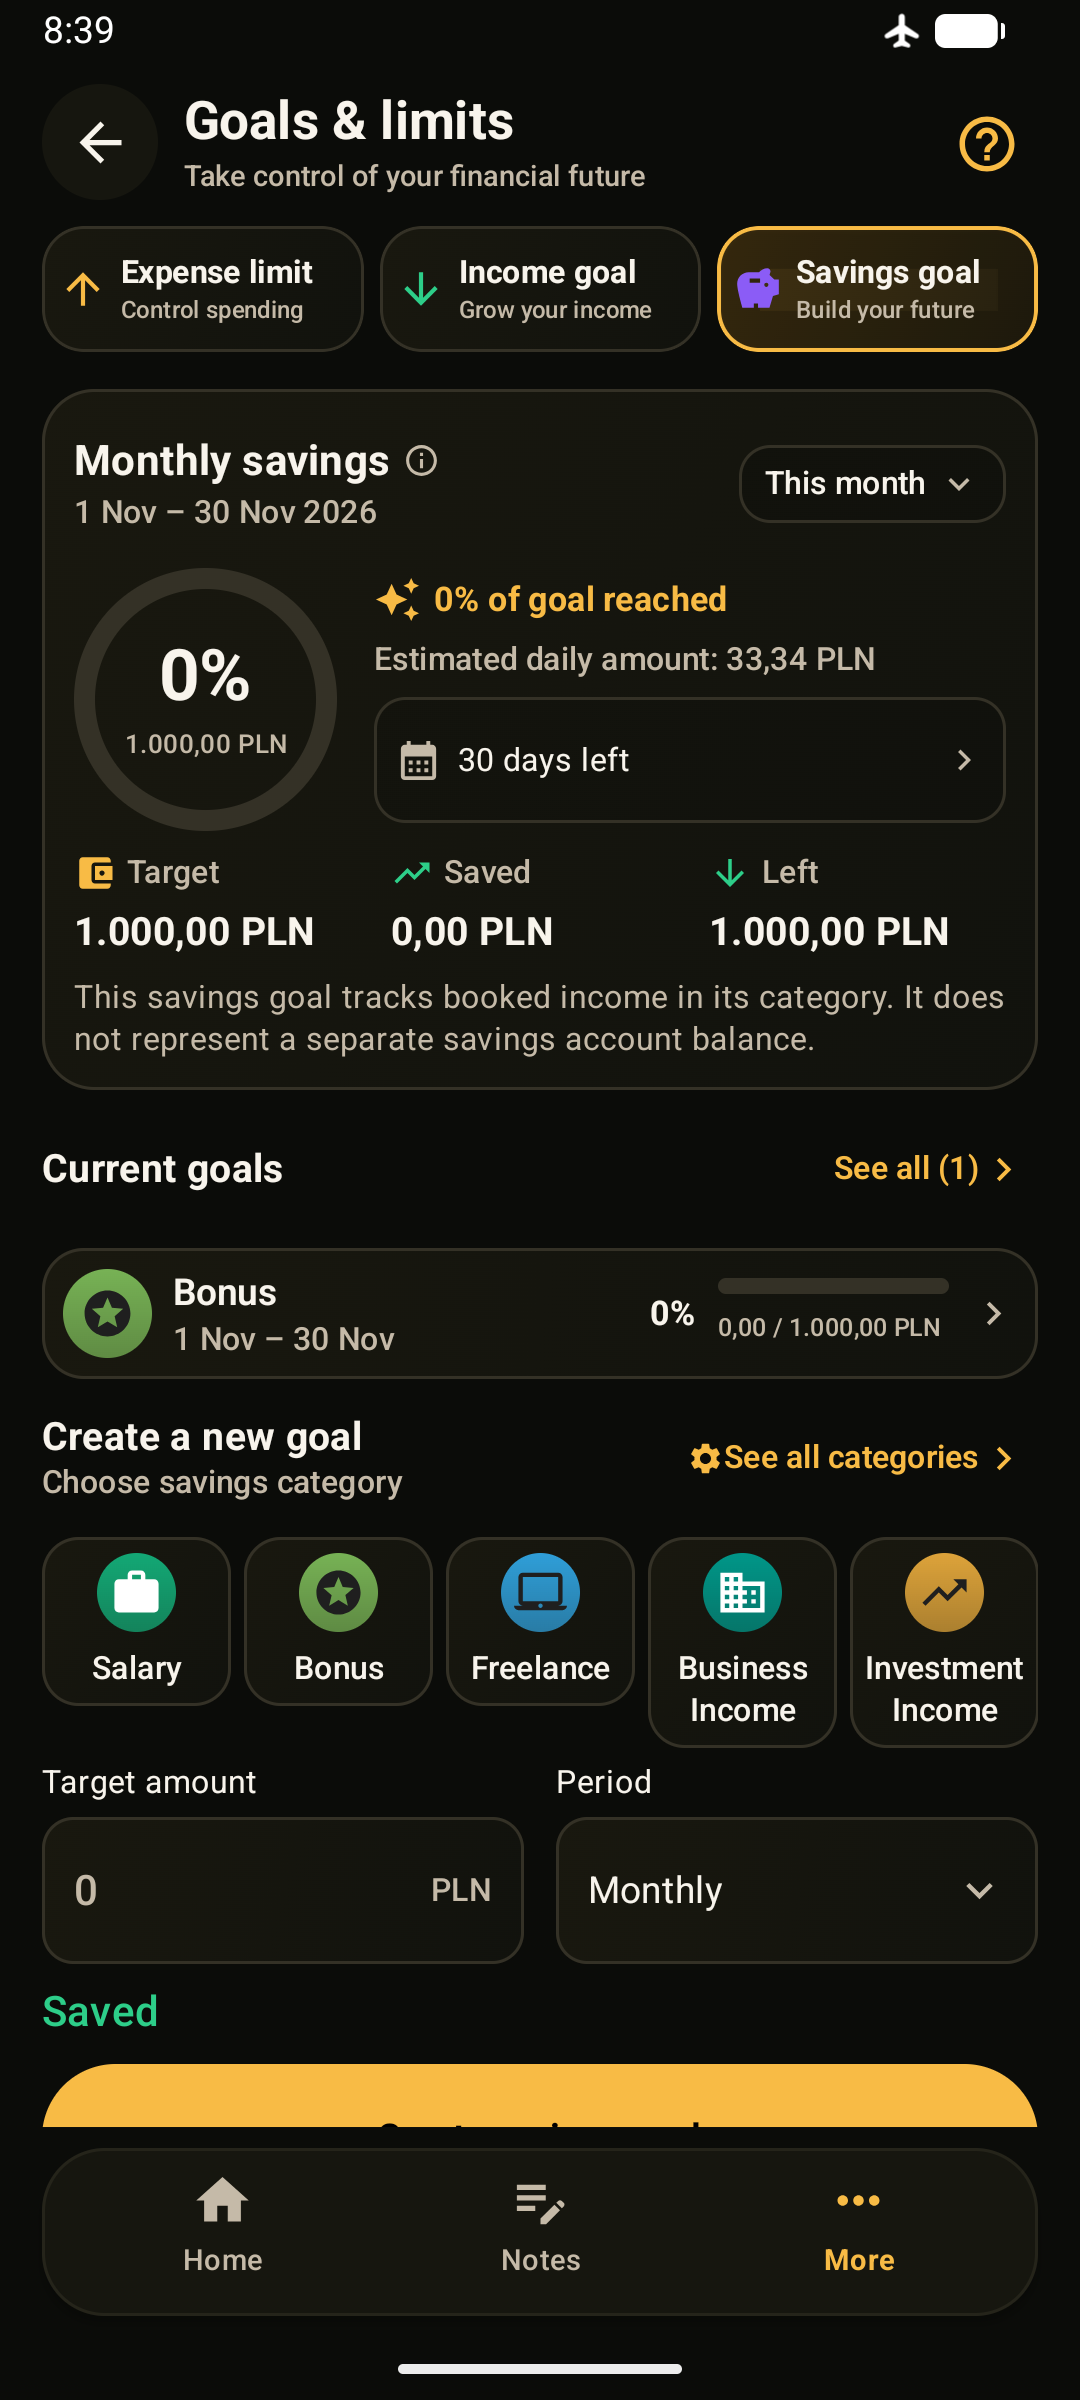 8:39
Goals & limits
Take control of your financial future
Expense limit
Control spending
Income goal
Grow your income
Savings goal
Build your future
Monthly savings
1 Nov – 30 Nov 2026
This month
0%
1.000,00 PLN
0% of goal reached
Estimated daily amount: 33,34 PLN
30 days left
Target
1.000,00 PLN
Saved
0,00 PLN
Left
1.000,00 PLN
This savings goal tracks booked income in its category. It does
not represent a separate savings account balance.
Current goals
See all (1)
Bonus
1 Nov – 30 Nov
0%
0,00 / 1.000,00 PLN
Create a new goal
Choose savings category
See all categories
Salary
Bonus
Freelance
Business
Income
Investment
Income
Target amount
0 PLN
Period
Monthly
Saved
Home
Notes
More